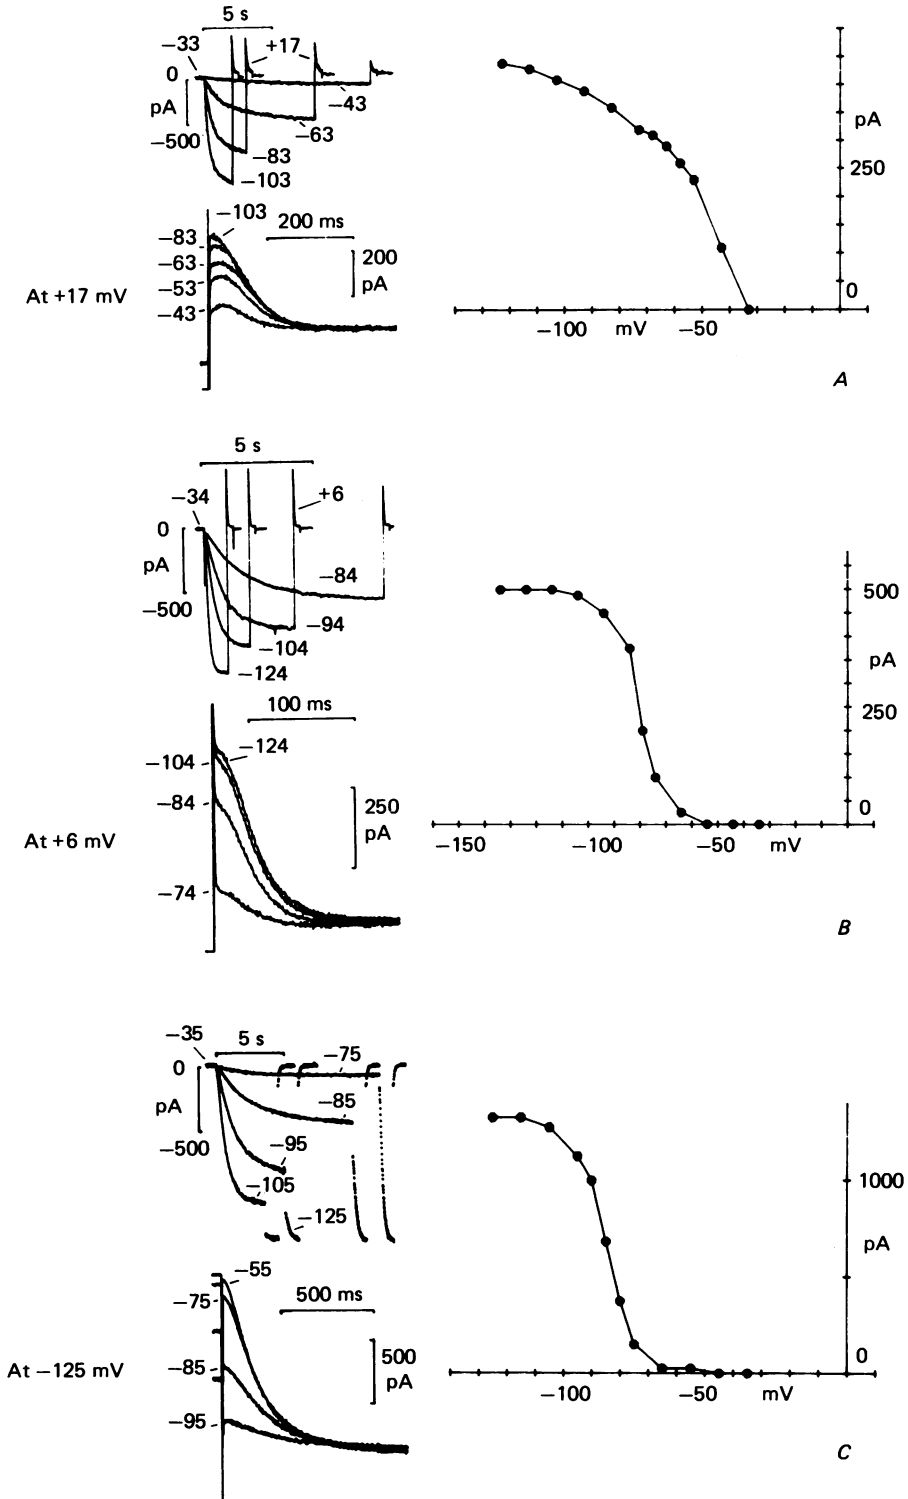 5 s
−33
+17
0
pA
−43
−500
−63
−83
−103
−103
200 ms
−83
200
pA
−63
−53
At +17 mV
−43
pA
250
0
−100 mV −50
A
5 s
−34
+6
0
pA
−84
−500
−94
−104
−124
100 ms
−124
−104
−84
250
pA
At +6 mV
−74
500
pA
250
0
−150 −100 −50 mV
B
5 s
−35
−75
0
pA
−85
−500
−95
−105
−125
−55
500 ms
−75
500
pA
At −125 mV
−85
−95
1000
pA
0
−100 −50 mV
C